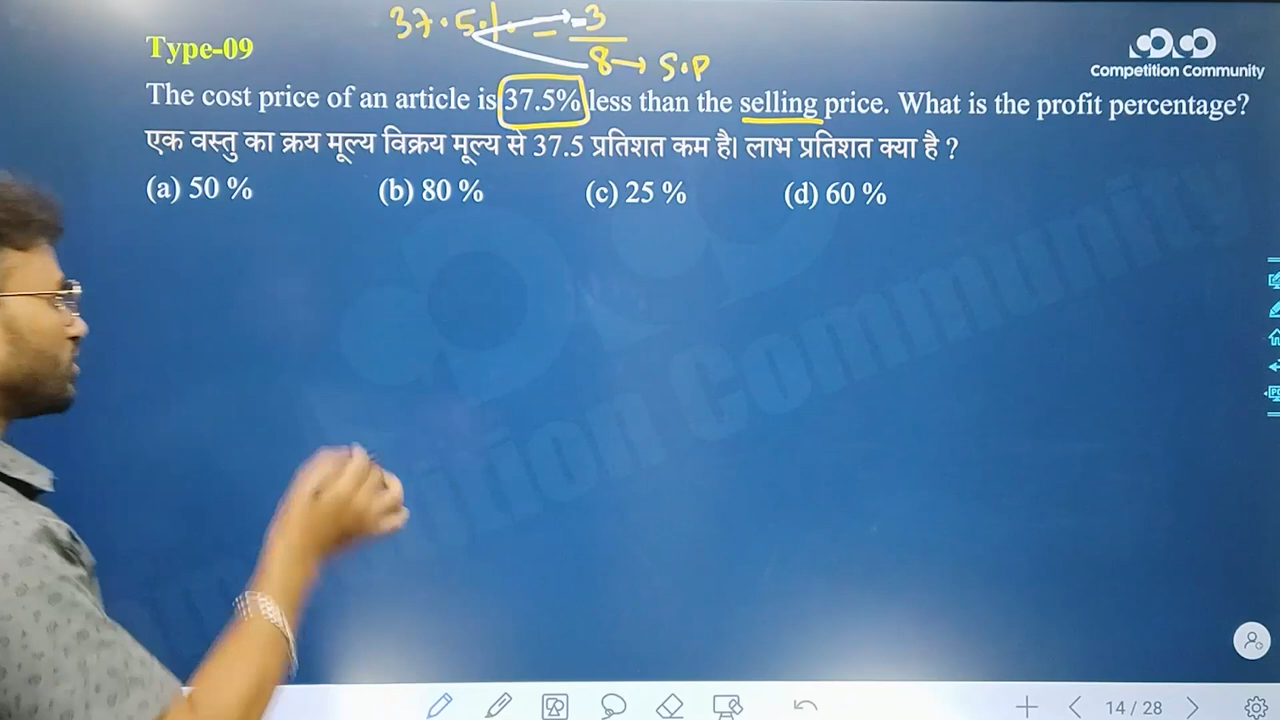 37.5% = -3/8 → S.P
Type-09
Competition Community
The cost price of an article is 37.5% less than the selling price. What is the profit percentage?
एक वस्तु का क्रय मूल्य विक्रय मूल्य से 37.5 प्रतिशत कम है। लाभ प्रतिशत क्या है ?
(a) 50 % (b) 80 % (c) 25 % (d) 60 %
Competition Community
14 / 28